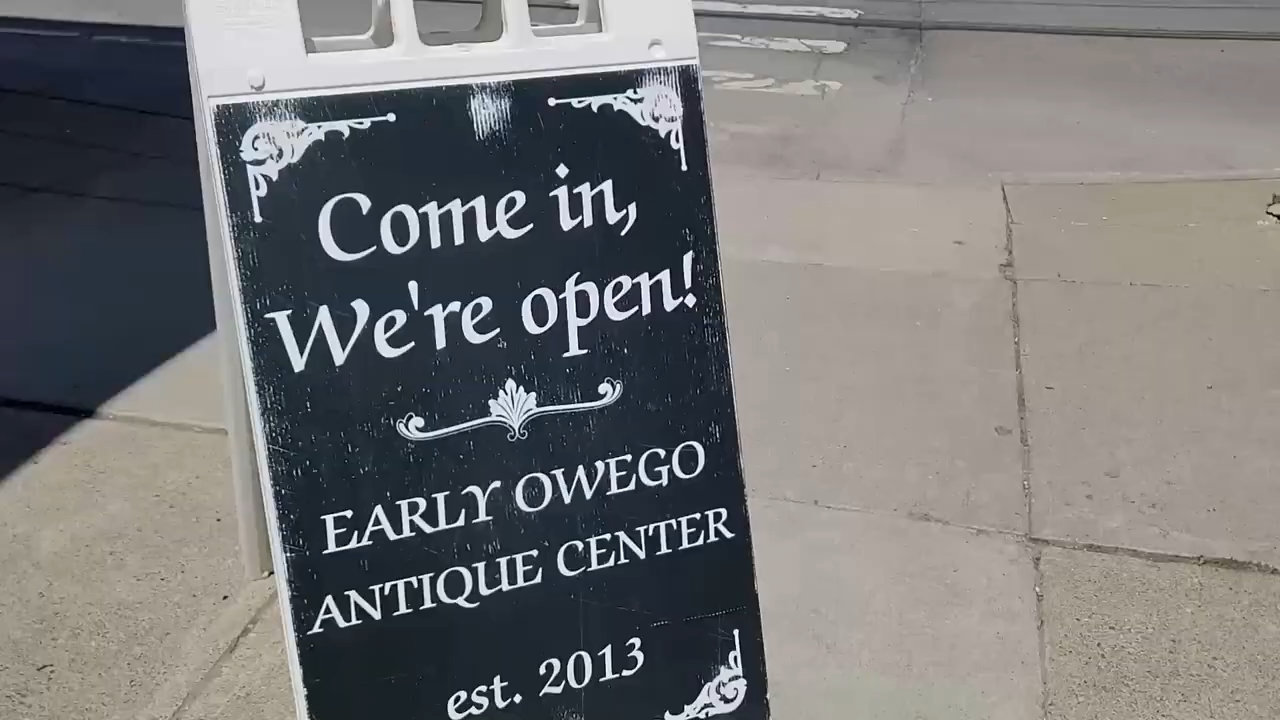 Come in,
We're open!
EARLY OWEGO
ANTIQUE CENTER
est. 2013